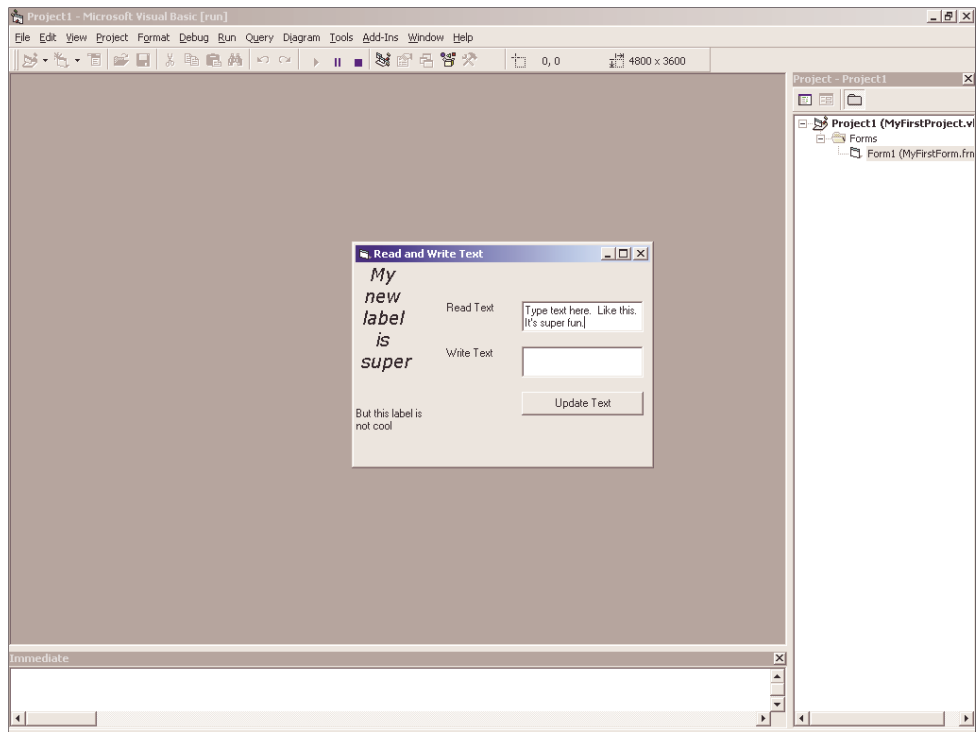 Project1 - Microsoft Visual Basic [run]
File Edit View Project Format Debug Run Query Diagram Tools Add-Ins Window Help
0, 0 4800 x 3600
Project - Project1
Project1 (MyFirstProject.v
Forms
Form1 (MyFirstForm.frm
Read and Write Text
My
new
label
is
super
Read Text
Type text here. Like this.
It's super fun.
Write Text
Update Text
But this label is
not cool
Immediate